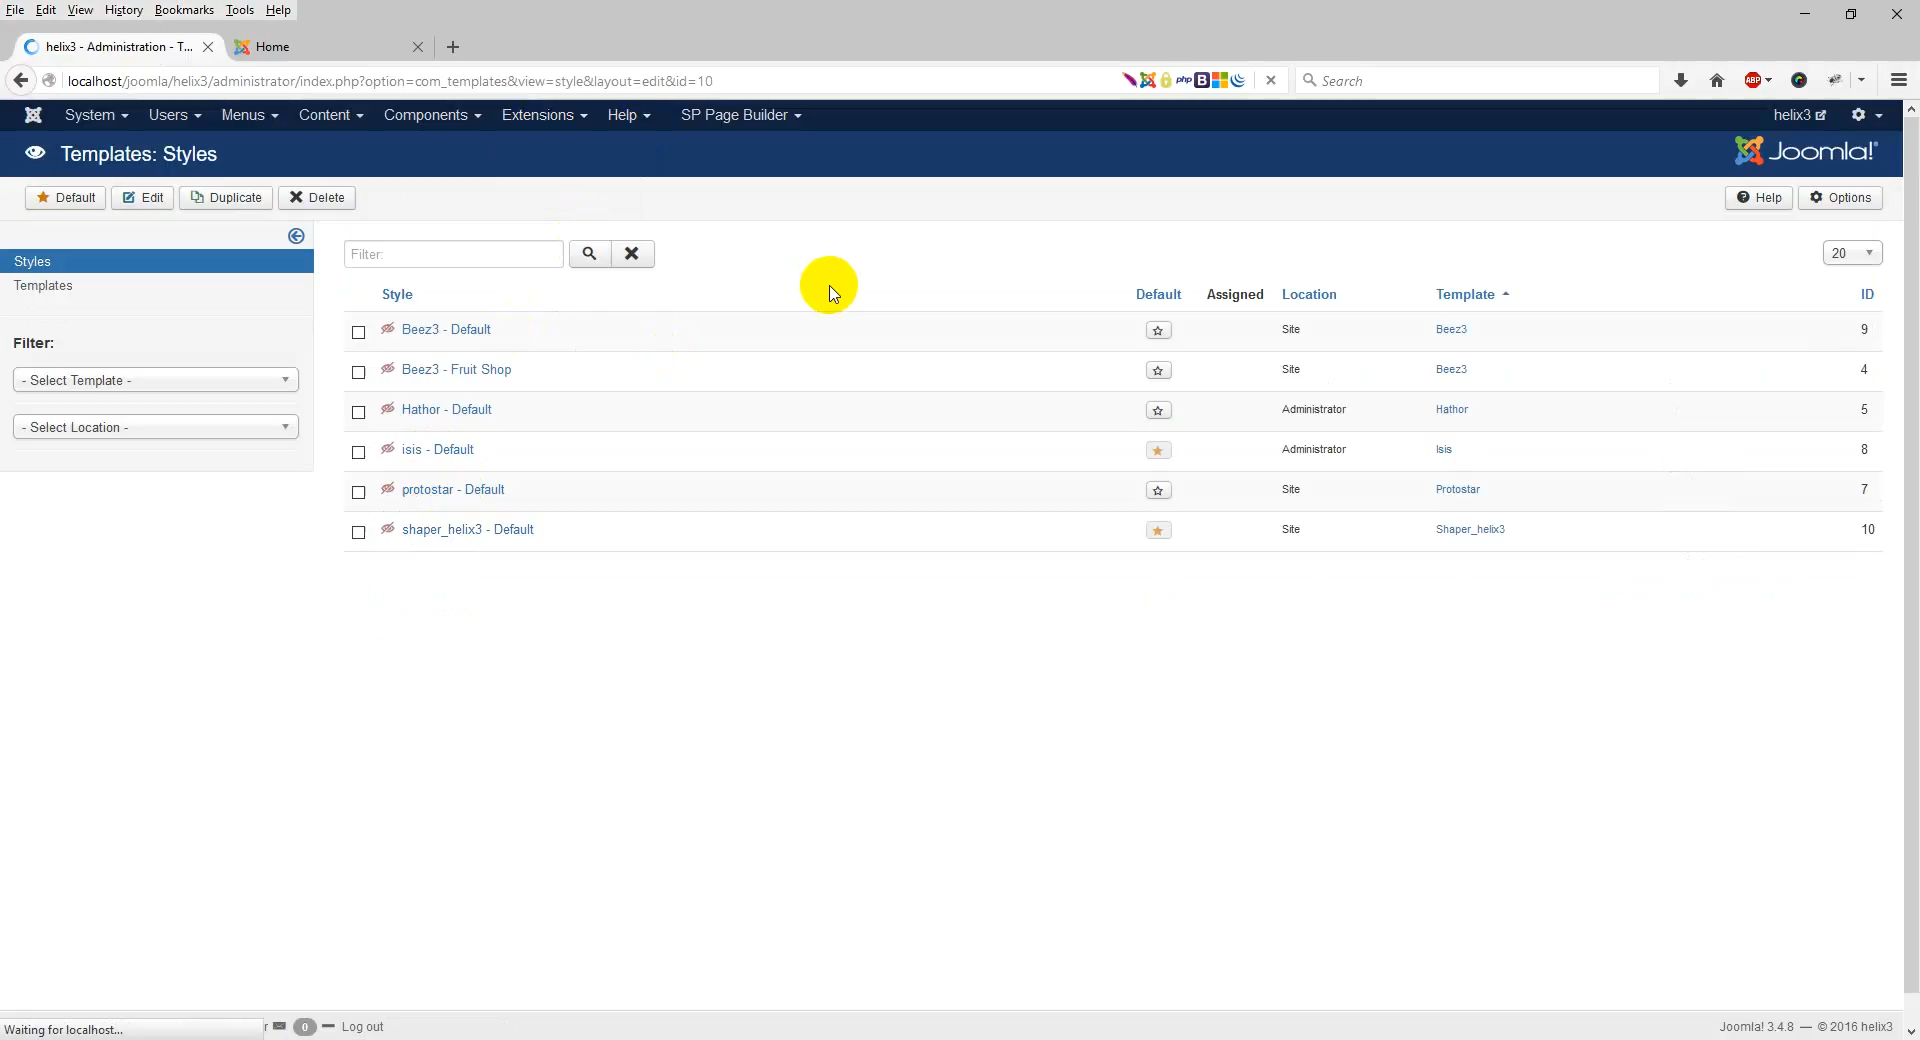 File Edit View History Bookmarks Tools Help
helix3 - Administration - T...
Home
localhost/joomla/helix3/administrator/index.php?option=com_templates&view=style&layout=edit&id=10
php B
ABP
Search
System Users Menus Content Components Extensions Help SP Page Builder
helix3
Templates: Styles
Joomla!
Default Edit Duplicate Delete
Help Options
Styles
Templates
Filter:
- Select Template -
- Select Location -
Filter:
20
Style Default Assigned Location Template ID
Beez3 - Default Site Beez3 9
Beez3 - Fruit Shop Site Beez3 4
Hathor - Default Administrator Hathor 5
isis - Default Administrator Isis 8
protostar - Default Site Protostar 7
shaper_helix3 - Default Site Shaper_helix3 10
Waiting for localhost...
r 0 Log out
Joomla! 3.4.8 — © 2016 helix3